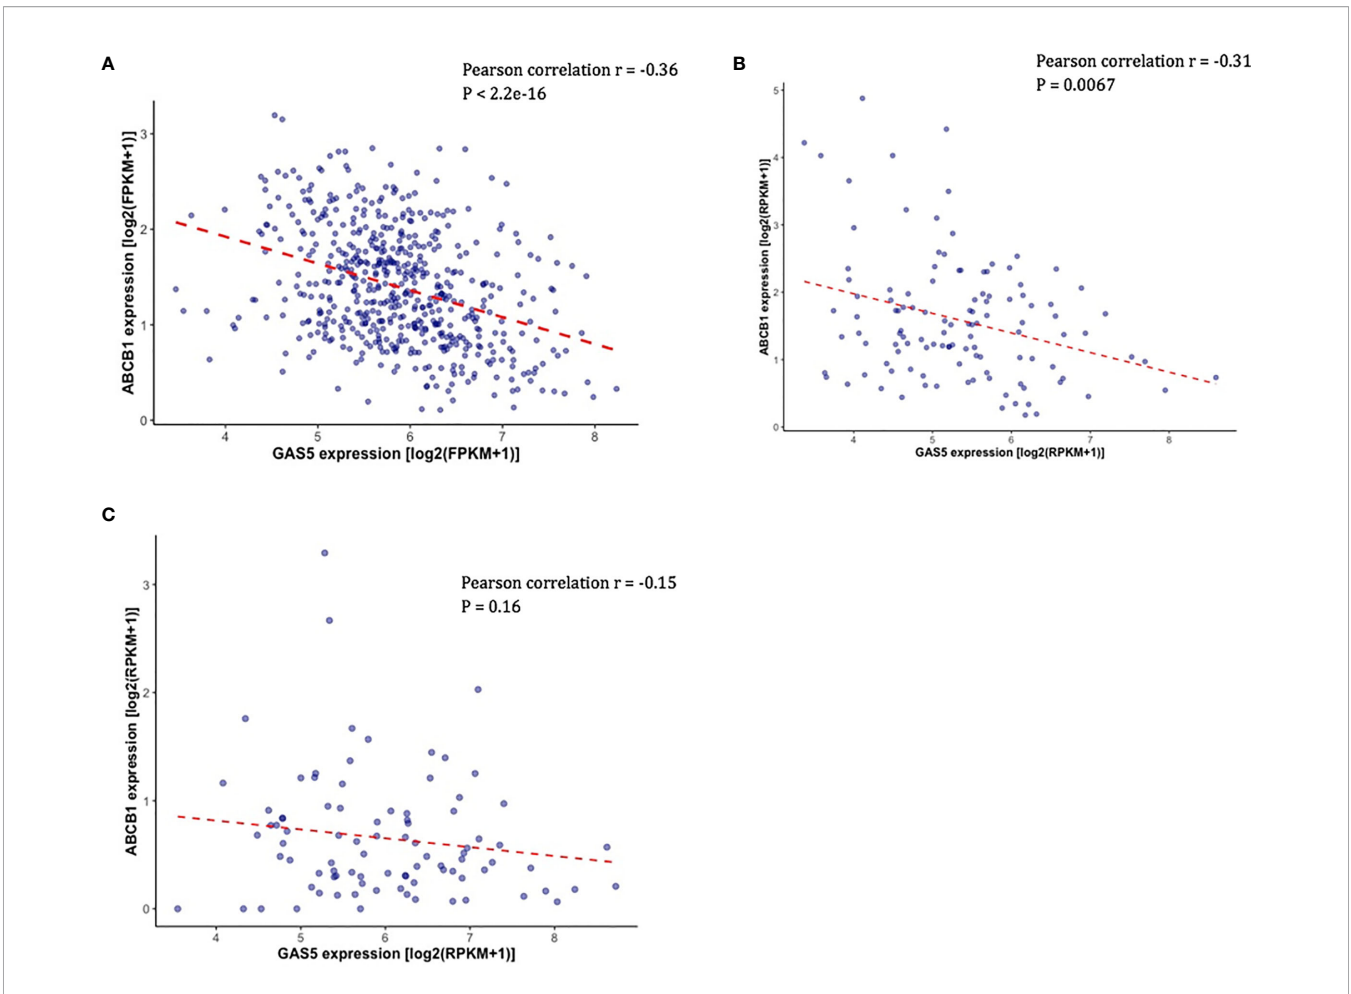 A
Pearson correlation r = -0.36
P < 2.2e-16
ABCB1 expression [log2(FPKM+1)]
3
2
1
0
4 5 6 7 8
GAS5 expression [log2(FPKM+1)]
B
Pearson correlation r = -0.31
P = 0.0067
ABCB1 expression [log2(RPKM+1)]
5
4
3
2
1
0
4 5 6 7 8
GAS5 expression [log2(RPKM+1)]
C
Pearson correlation r = -0.15
P = 0.16
ABCB1 expression [log2(RPKM+1)]
3
2
1
0
4 5 6 7 8
GAS5 expression [log2(RPKM+1)]